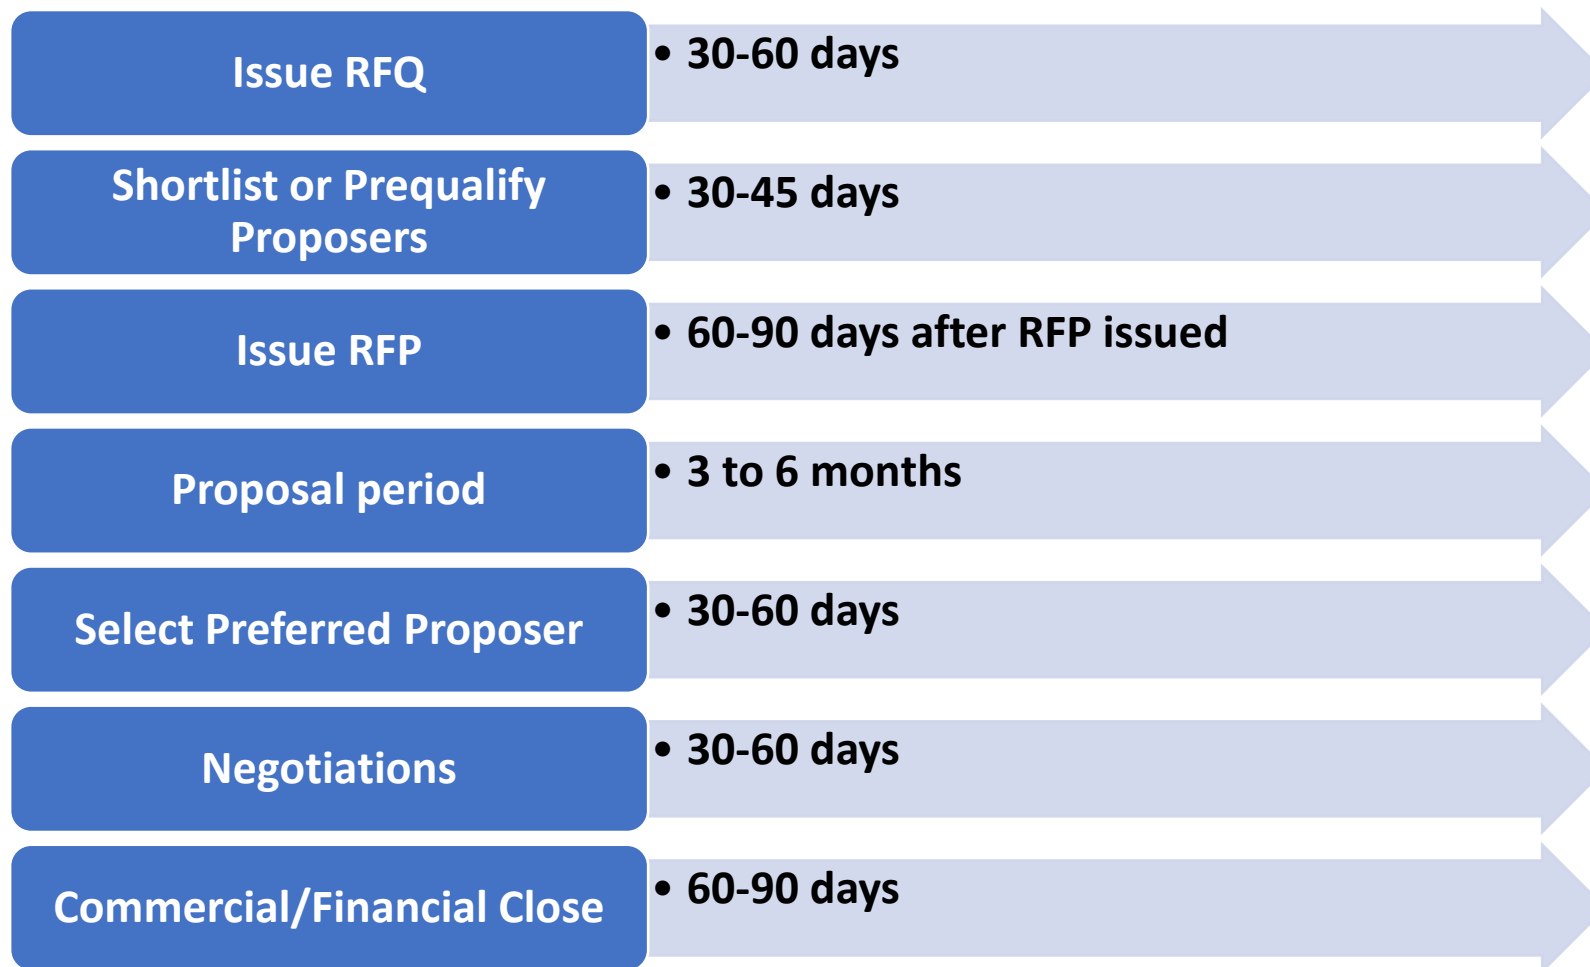 Issue RFQ
• 30-60 days
Shortlist or Prequalify
Proposers
• 30-45 days
Issue RFP
• 60-90 days after RFP issued
Proposal period
• 3 to 6 months
Select Preferred Proposer
• 30-60 days
Negotiations
• 30-60 days
Commercial/Financial Close
• 60-90 days